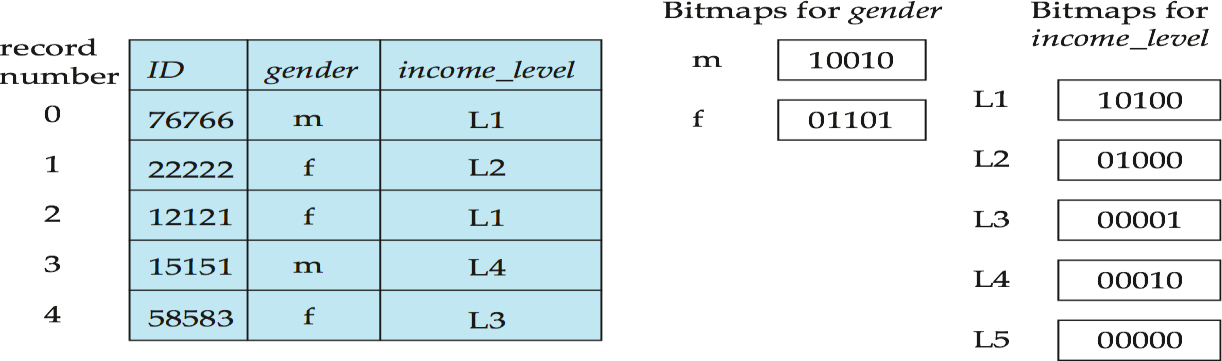 Bitmaps for gender
Bitmaps for
income_level
record
number
ID gender income_level
0 76766 m L1
1 22222 f L2
2 12121 f L1
3 15151 m L4
4 58583 f L3
m 10010
f 01101
L1 10100
L2 01000
L3 00001
L4 00010
L5 00000